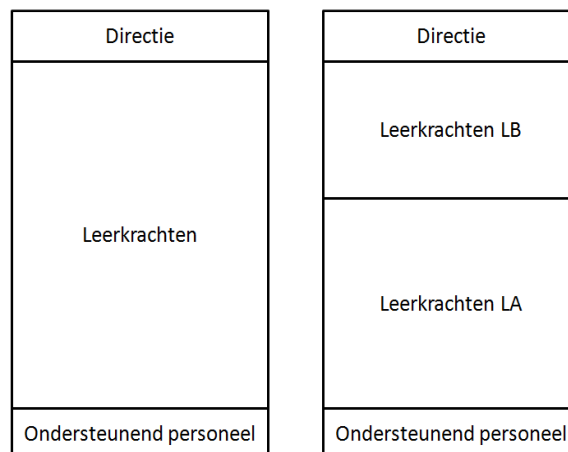 Directie
Leerkrachten
Ondersteunend personeel
Directie
Leerkrachten LB
Leerkrachten LA
Ondersteunend personeel